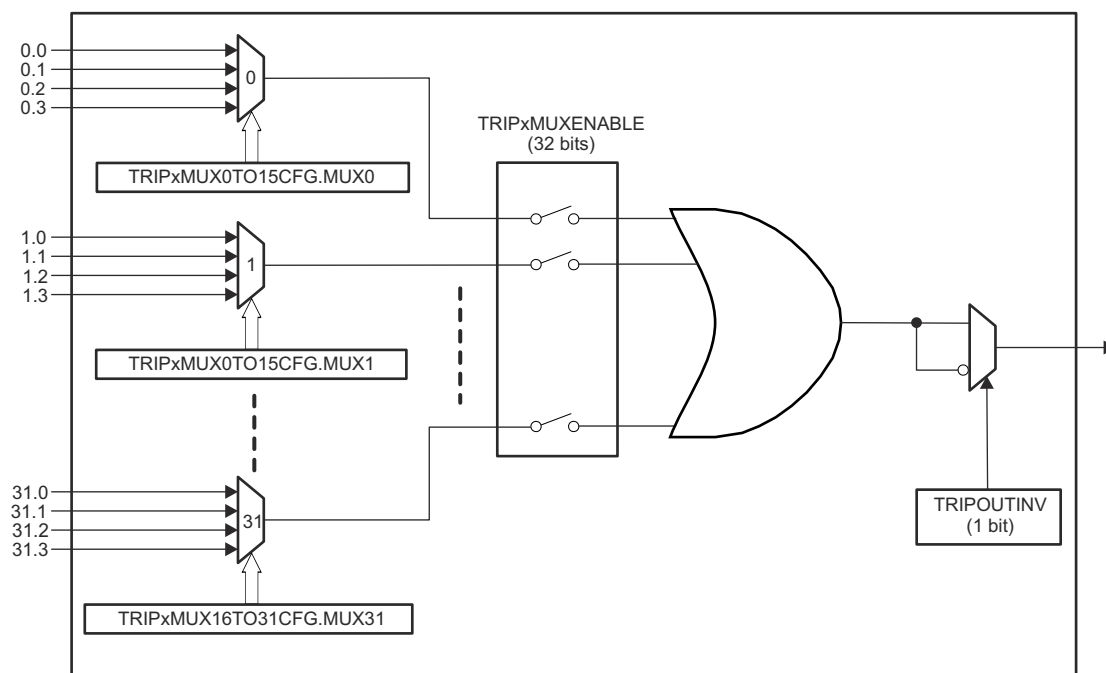 0.0
0.1
0.2
0.3
0
TRIPxMUX0TO15CFG.MUX0
TRIPxMUXENABLE
(32 bits)
1.0
1.1
1.2
1.3
1
TRIPxMUX0TO15CFG.MUX1
31.0
31.1
31.2
31.3
31
TRIPxMUX16TO31CFG.MUX31
TRIPOUTINV
(1 bit)